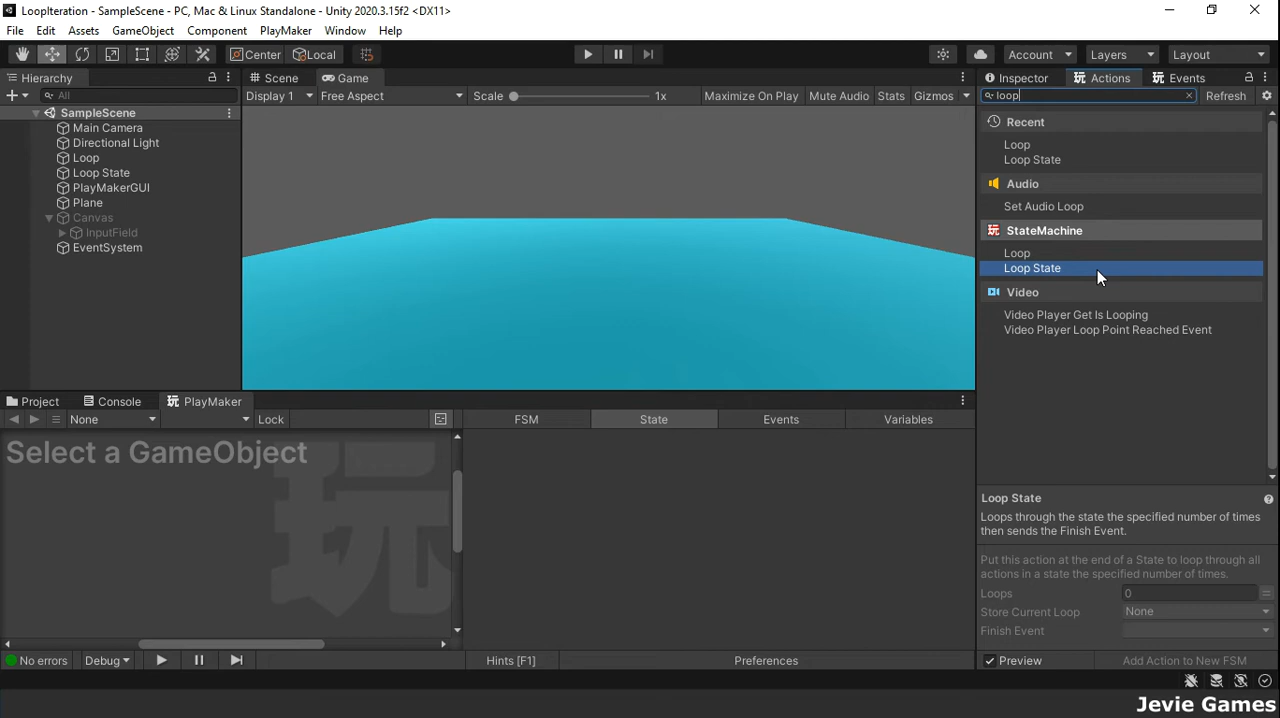 LoopIteration - SampleScene - PC, Mac & Linux Standalone - Unity 2020.3.15f2 <DX11>
File Edit Assets GameObject Component PlayMaker Window Help
Center Local Account Layers Layout
Hierarchy Scene Game Inspector Actions Events
All Display 1 Free Aspect Scale 1x Maximize On Play Mute Audio Stats Gizmos loop Refresh
SampleScene
Main Camera
Directional Light
Loop
Loop State
PlayMakerGUI
Plane
Canvas
InputField
EventSystem
Recent
Loop
Loop State
Audio
Set Audio Loop
StateMachine
Loop
Loop State
Video
Video Player Get Is Looping
Video Player Loop Point Reached Event
Project Console 玩 PlayMaker
None Lock FSM State Events Variables
Select a GameObject
玩
Loop State
Loops through the state the specified number of times
then sends the Finish Event.
Put this action at the end of a State to loop through all
actions in a state the specified number of times.
Loops 0
Store Current Loop None
Finish Event
No errors Debug Hints [F1] Preferences Preview Add Action to New FSM
Jevie Games